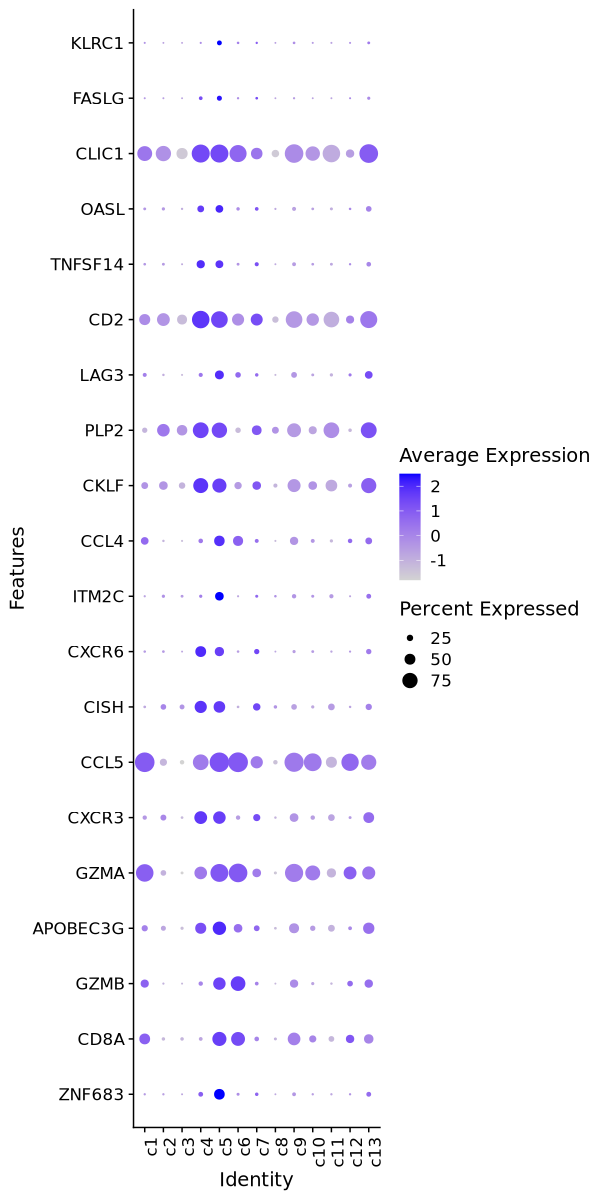 KLRC1
FASLG
CLIC1
OASL
TNFSF14
CD2
LAG3
PLP2
CKLF
CCL4
ITM2C
CXCR6
CISH
CCL5
CXCR3
GZMA
APOBEC3G
GZMB
CD8A
ZNF683
Features
c1 c2 c3 c4 c5 c6 c7 c8 c9 c10 c11 c12 c13
Identity
Average Expression
2
1
0
-1
Percent Expressed
25
50
75